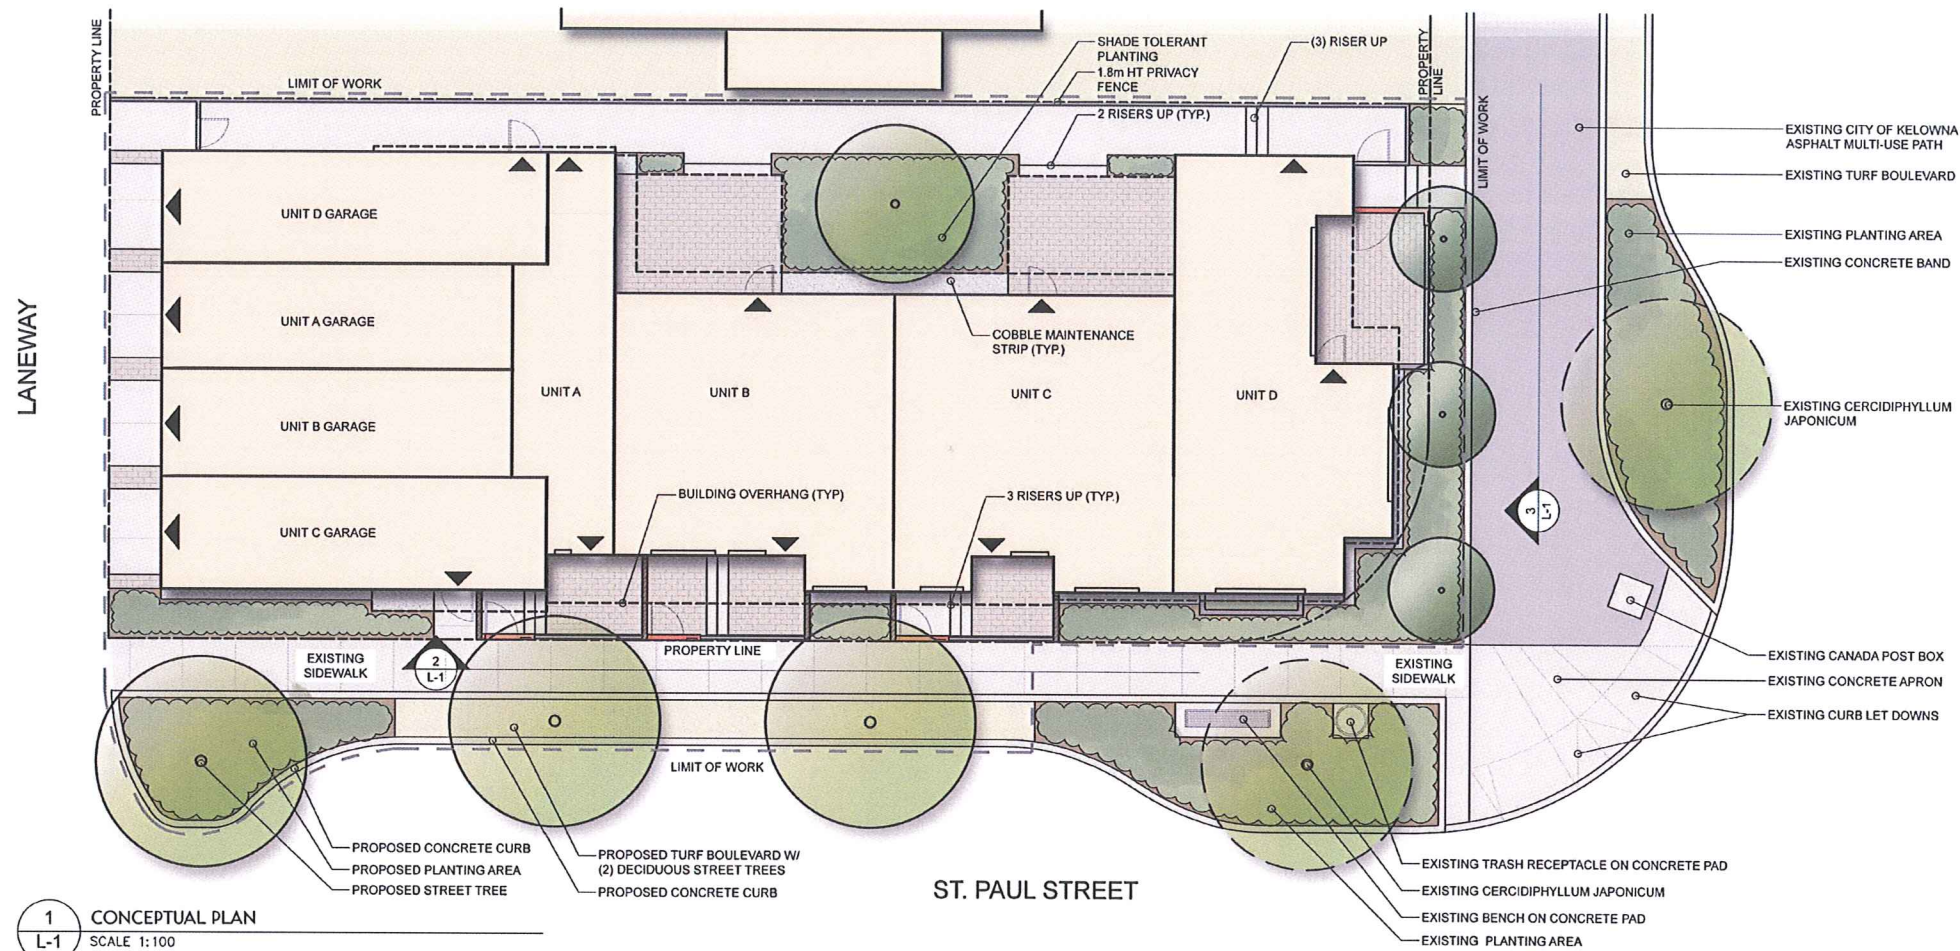 PROPERTY LINE
LIMIT OF WORK
SHADE TOLERANT
PLANTING
1.8m HT PRIVACY
FENCE
2 RISERS UP (TYP.)
(3) RISER UP
PROPERTY
LINE
LIMIT OF WORK
EXISTING CITY OF KELOWNA
ASPHALT MULTI-USE PATH
EXISTING TURF BOULEVARD
EXISTING PLANTING AREA
EXISTING CONCRETE BAND
EXISTING CERCIDIPHYLLUM
JAPONICUM
LANEWAY
UNIT D GARAGE
UNIT A GARAGE
UNIT B GARAGE
UNIT C GARAGE
UNIT A
UNIT B
UNIT C
UNIT D
COBBLE MAINTENANCE
STRIP (TYP.)
BUILDING OVERHANG (TYP)
3 RISERS UP (TYP.)
3
L-1
EXISTING
SIDEWALK
2
L-1
PROPERTY LINE
EXISTING
SIDEWALK
EXISTING CANADA POST BOX
EXISTING CONCRETE APRON
EXISTING CURB LET DOWNS
LIMIT OF WORK
PROPOSED CONCRETE CURB
PROPOSED PLANTING AREA
PROPOSED STREET TREE
PROPOSED TURF BOULEVARD W/
(2) DECIDUOUS STREET TREES
PROPOSED CONCRETE CURB
ST. PAUL STREET
EXISTING TRASH RECEPTACLE ON CONCRETE PAD
EXISTING CERCIDIPHYLLUM JAPONICUM
EXISTING BENCH ON CONCRETE PAD
EXISTING PLANTING AREA
1
L-1
CONCEPTUAL PLAN
SCALE 1:100